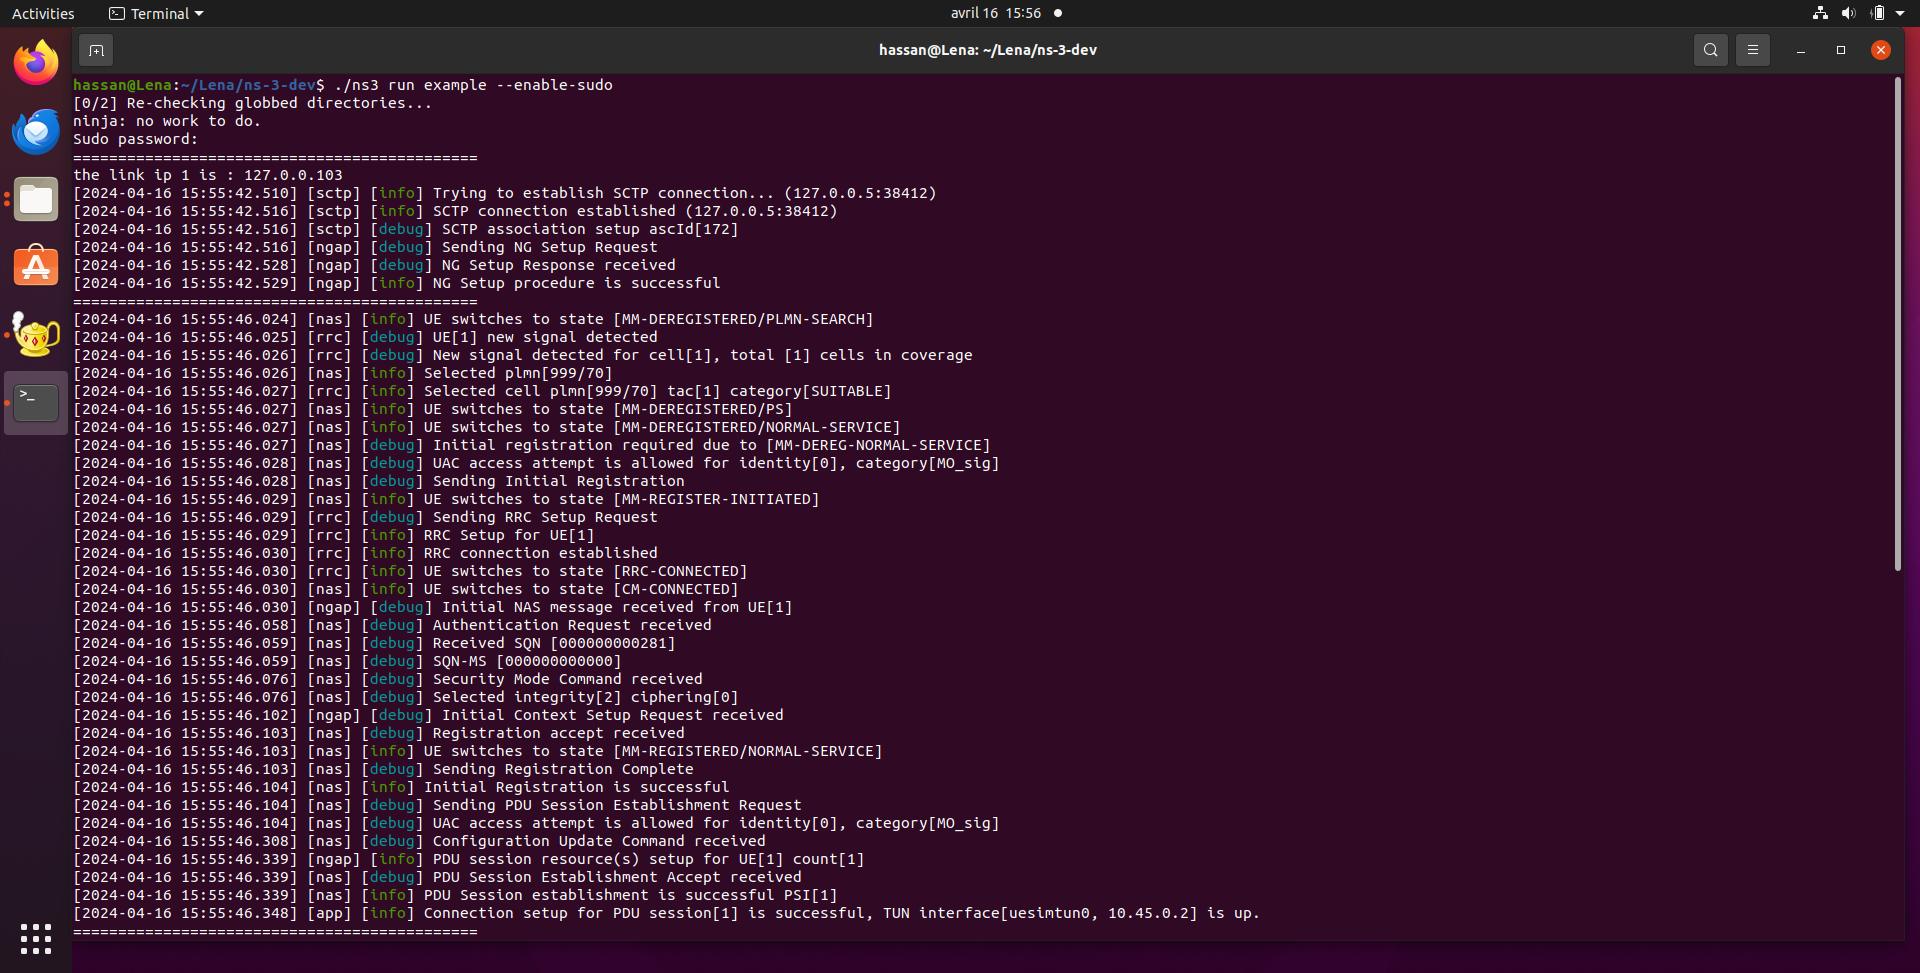 Activities
Terminal
avril 16 15:56
hassan@Lena: ~/Lena/ns-3-dev
hassan@Lena:~/Lena/ns-3-dev$ ./ns3 run example --enable-sudo
[0/2] Re-checking globbed directories...
ninja: no work to do.
Sudo password:
=============================================
the link ip 1 is : 127.0.0.103
[2024-04-16 15:55:42.510] [sctp] [info] Trying to establish SCTP connection... (127.0.0.5:38412)
[2024-04-16 15:55:42.516] [sctp] [info] SCTP connection established (127.0.0.5:38412)
[2024-04-16 15:55:42.516] [sctp] [debug] SCTP association setup ascId[172]
[2024-04-16 15:55:42.516] [ngap] [debug] Sending NG Setup Request
[2024-04-16 15:55:42.528] [ngap] [debug] NG Setup Response received
[2024-04-16 15:55:42.529] [ngap] [info] NG Setup procedure is successful
=============================================
[2024-04-16 15:55:46.024] [nas] [info] UE switches to state [MM-DEREGISTERED/PLMN-SEARCH]
[2024-04-16 15:55:46.025] [rrc] [debug] UE[1] new signal detected
[2024-04-16 15:55:46.026] [rrc] [debug] New signal detected for cell[1], total [1] cells in coverage
[2024-04-16 15:55:46.026] [nas] [info] Selected plmn[999/70]
[2024-04-16 15:55:46.027] [rrc] [info] Selected cell plmn[999/70] tac[1] category[SUITABLE]
[2024-04-16 15:55:46.027] [nas] [info] UE switches to state [MM-DEREGISTERED/PS]
[2024-04-16 15:55:46.027] [nas] [info] UE switches to state [MM-DEREGISTERED/NORMAL-SERVICE]
[2024-04-16 15:55:46.027] [nas] [debug] Initial registration required due to [MM-DEREG-NORMAL-SERVICE]
[2024-04-16 15:55:46.028] [nas] [debug] UAC access attempt is allowed for identity[0], category[MO_sig]
[2024-04-16 15:55:46.028] [nas] [debug] Sending Initial Registration
[2024-04-16 15:55:46.029] [nas] [info] UE switches to state [MM-REGISTER-INITIATED]
[2024-04-16 15:55:46.029] [rrc] [debug] Sending RRC Setup Request
[2024-04-16 15:55:46.029] [rrc] [info] RRC Setup for UE[1]
[2024-04-16 15:55:46.030] [rrc] [info] RRC connection established
[2024-04-16 15:55:46.030] [rrc] [info] UE switches to state [RRC-CONNECTED]
[2024-04-16 15:55:46.030] [nas] [info] UE switches to state [CM-CONNECTED]
[2024-04-16 15:55:46.030] [ngap] [debug] Initial NAS message received from UE[1]
[2024-04-16 15:55:46.058] [nas] [debug] Authentication Request received
[2024-04-16 15:55:46.059] [nas] [debug] Received SQN [000000000281]
[2024-04-16 15:55:46.059] [nas] [debug] SQN-MS [000000000000]
[2024-04-16 15:55:46.076] [nas] [debug] Security Mode Command received
[2024-04-16 15:55:46.076] [nas] [debug] Selected integrity[2] ciphering[0]
[2024-04-16 15:55:46.102] [ngap] [debug] Initial Context Setup Request received
[2024-04-16 15:55:46.103] [nas] [debug] Registration accept received
[2024-04-16 15:55:46.103] [nas] [info] UE switches to state [MM-REGISTERED/NORMAL-SERVICE]
[2024-04-16 15:55:46.103] [nas] [debug] Sending Registration Complete
[2024-04-16 15:55:46.104] [nas] [info] Initial Registration is successful
[2024-04-16 15:55:46.104] [nas] [debug] Sending PDU Session Establishment Request
[2024-04-16 15:55:46.104] [nas] [debug] UAC access attempt is allowed for identity[0], category[MO_sig]
[2024-04-16 15:55:46.308] [nas] [debug] Configuration Update Command received
[2024-04-16 15:55:46.339] [ngap] [info] PDU session resource(s) setup for UE[1] count[1]
[2024-04-16 15:55:46.339] [nas] [debug] PDU Session Establishment Accept received
[2024-04-16 15:55:46.339] [nas] [info] PDU Session establishment is successful PSI[1]
[2024-04-16 15:55:46.348] [app] [info] Connection setup for PDU session[1] is successful, TUN interface[uesimtun0, 10.45.0.2] is up.
=============================================